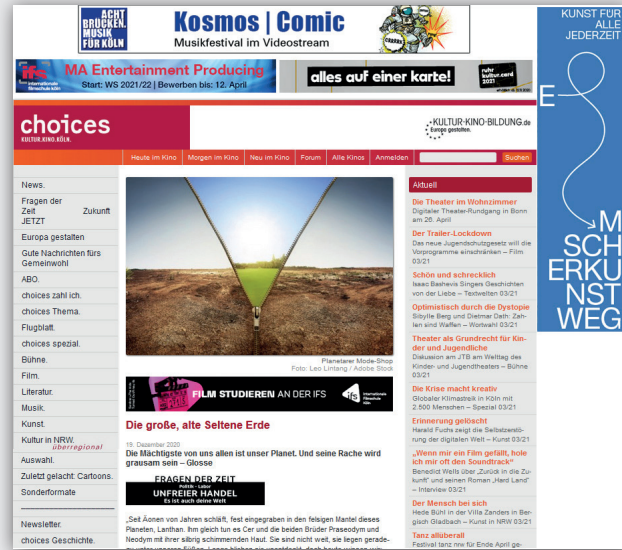 ACHT
BRÜCKEN.
MUSIK
FÜR KÖLN
Kosmos | Comic
Musikfestival im Videostream
ifs internationale filmschule köln
MA Entertainment Producing
Start: WS 2021/22 | Bewerben bis: 12. April
alles auf einer karte!
ruhr
kultur.card
2021
KUNST FÜR
ALLE
JEDERZEIT
E
M
SCH
ERKU
NST
WEG
choices
KULTUR.KINO.KÖLN.
KULTUR·KINO·BILDUNG.de
Europa gestalten.
Heute im Kino
Morgen im Kino
Neu im Kino
Forum
Alle Kinos
Anmelden
Suchen
News.
Fragen der
Zeit Zukunft
JETZT
Europa gestalten
Gute Nachrichten fürs
Gemeinwohl
ABO.
choices zahl ich.
choices Thema.
Flugblatt.
choices spezial.
Bühne.
Film.
Literatur.
Musik.
Kunst.
Kultur in NRW.
überregional
Auswahl.
Zuletzt gelacht: Cartoons.
Sonderformate
Newsletter.
choices Geschichte.
Planetarer Mode-Shop
Foto: Leo Lintang / Adobe Stock
FILM STUDIEREN AN DER IFS
ifs internationale
filmschule
köln
Die große, alte Seltene Erde
19. Dezember 2020
Die Mächtigste von uns allen ist unser Planet. Und seine Rache wird
grausam sein – Glosse
FRAGEN DER ZEIT
Politik - Labor
UNFREIER HANDEL
Es ist auch deine Welt
„Seit Äonen von Jahren schläft, fest eingegraben in den felsigen Mantel dieses
Planeten, Lanthan. Ihm gleich tun es Cer und die beiden Brüder Praseodym und
Neodym mit ihrer silbrig schimmernden Haut. Sie sind nicht weit, sie liegen gerade-
Aktuell
Die Theater im Wohnzimmer
Digitaler Theater-Rundgang in Bonn
am 26. April
Der Trailer-Lockdown
Das neue Jugendschutzgesetz will die
Vorprogramme einschränken – Film
03/21
Schön und schrecklich
Isaac Bashevis Singers Geschichten
von der Liebe – Textwelten 03/21
Optimistisch durch die Dystopie
Sibylle Berg und Dietmar Dath: Zah-
len sind Waffen – Wortwahl 03/21
Theater als Grundrecht für Kin-
der und Jugendliche
Diskussion am JTB am Welttag des
Kinder- und Jugendtheaters – Bühne
03/21
Die Krise macht kreativ
Globaler Klimastreik in Köln mit
2.500 Menschen – Spezial 03/21
Erinnerung gelöscht
Harald Fuchs zeigt die Selbstzerstö-
rung der digitalen Welt – Kunst 03/21
„Wenn mir ein Film gefällt, hole
ich mir oft den Soundtrack“
Benedict Wells über „Zurück in die Zu-
kunft“ und seinen Roman „Hard Land“
– Interview 03/21
Der Mensch bei sich
Hede Bühl in der Villa Zanders in Ber-
gisch Gladbach – Kunst in NRW 03/21
Tanz allüberall
Festival tanz nrw für Ende April ge-